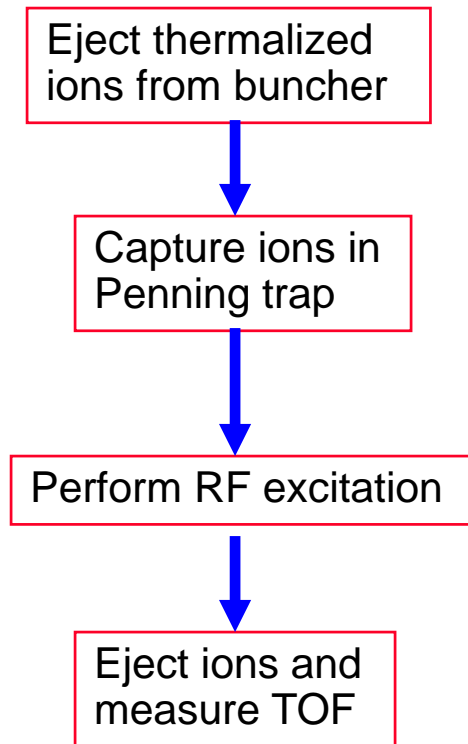 Eject thermalized
ions from buncher
Capture ions in
Penning trap
Perform RF excitation
Eject ions and
measure TOF